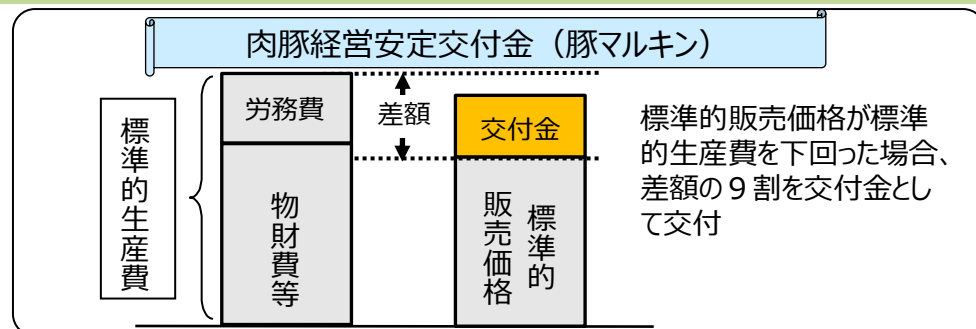 肉豚経営安定交付金（豚マルキン）
標準的生産費
労務費
物財費等
差額
交付金
標準的
販売価格
標準的販売価格が標準
的生産費を下回った場合、
差額の９割を交付金とし
て交付